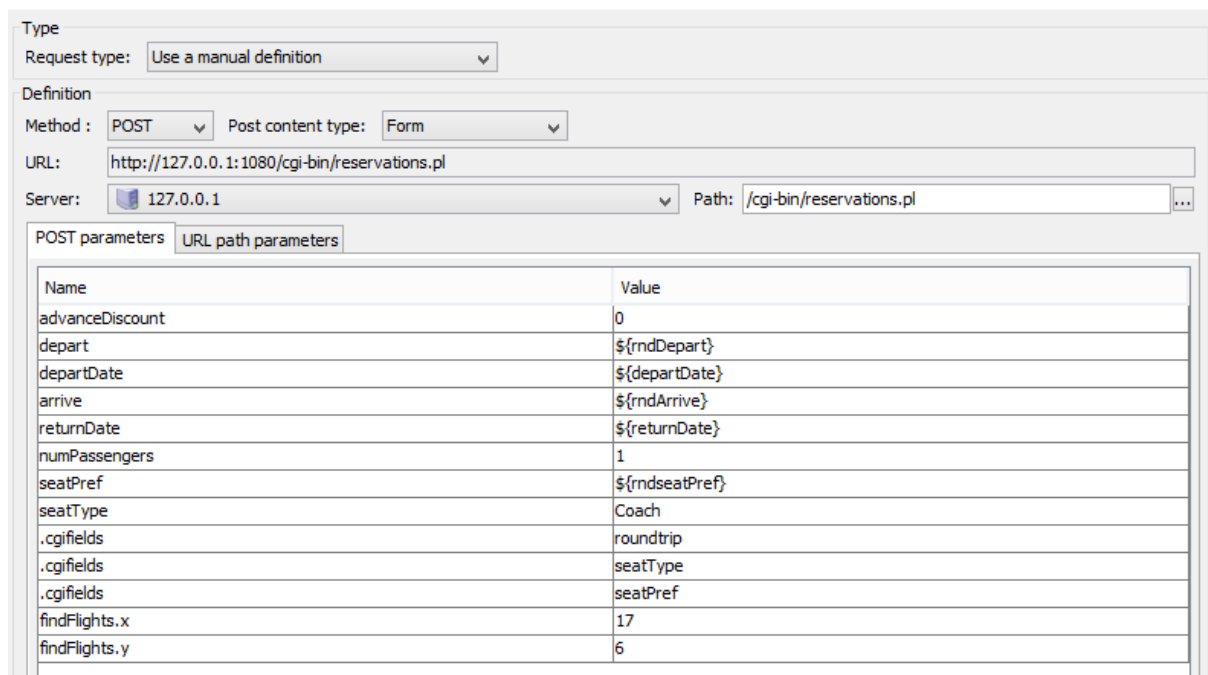 Type
Request type: Use a manual definition
Definition
Method : POST Post content type: Form
URL: http://127.0.0.1:1080/cgi-bin/reservations.pl
Server: 127.0.0.1 Path: /cgi-bin/reservations.pl ...
POST parameters URL path parameters
Name Value
advanceDiscount 0
depart ${rndDepart}
departDate ${departDate}
arrive ${rndArrive}
returnDate ${returnDate}
numPassengers 1
seatPref ${rndseatPref}
seatType Coach
.cgifields roundtrip
.cgifields seatType
.cgifields seatPref
findFlights.x 17
findFlights.y 6